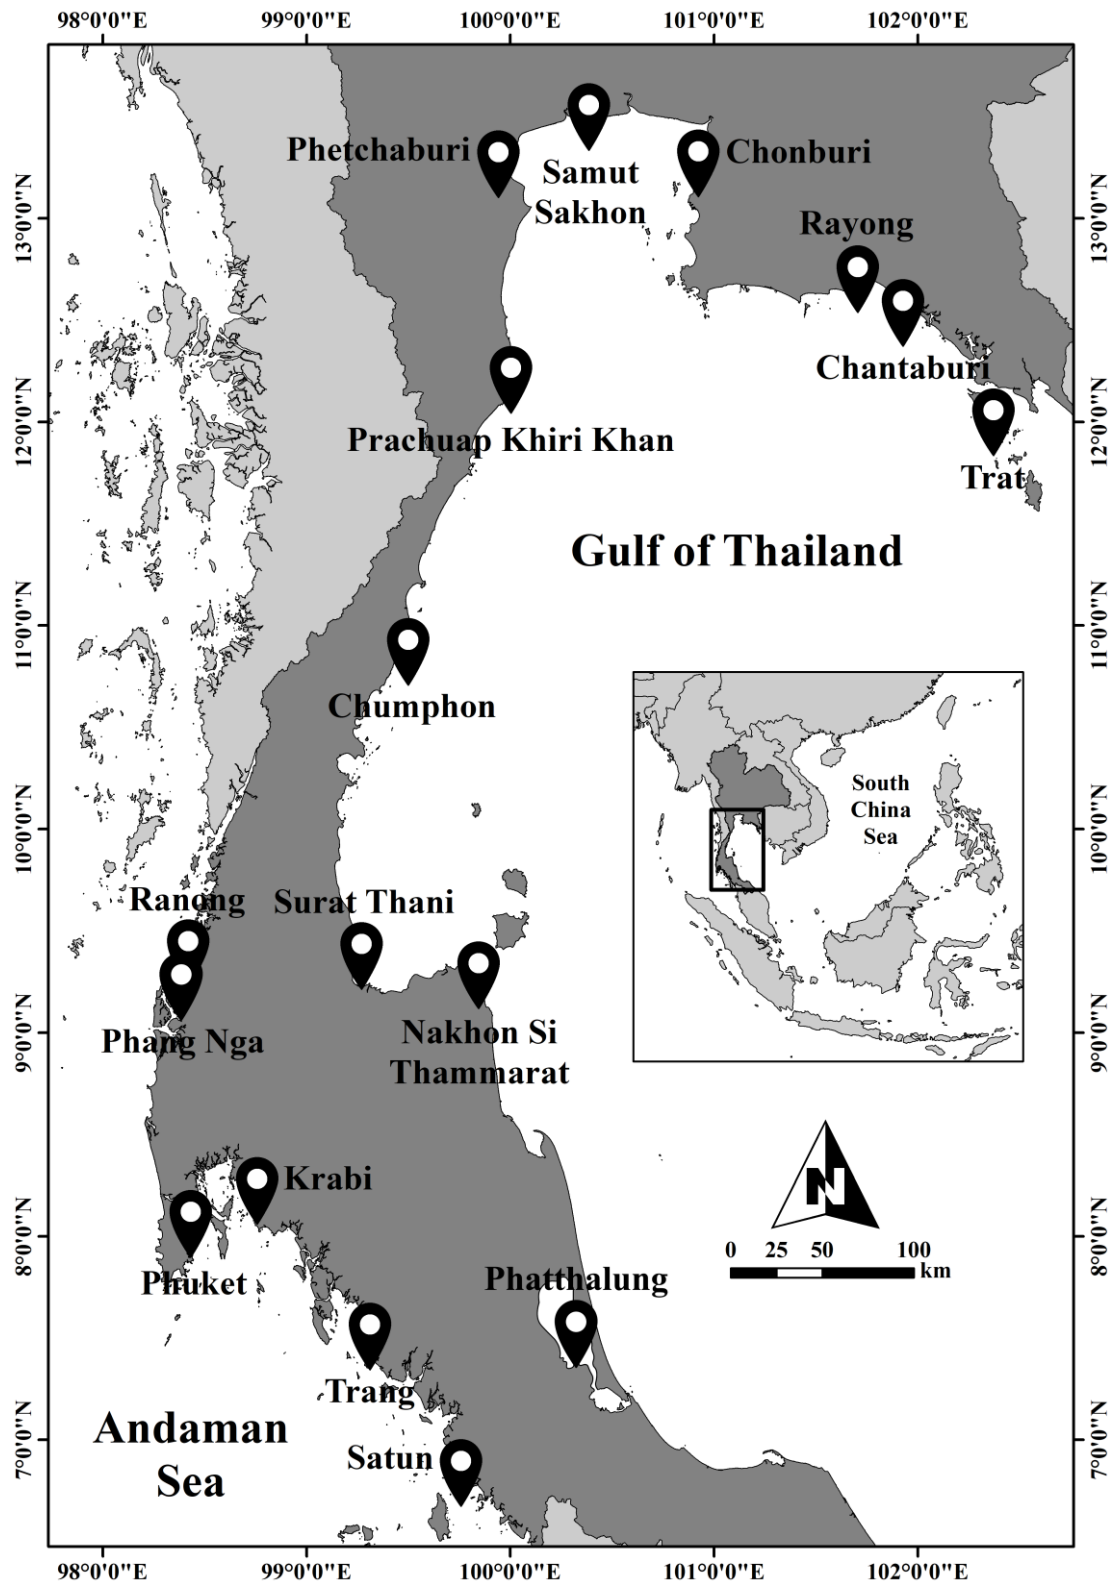 98°0'0"E 99°0'0"E 100°0'0"E 101°0'0"E 102°0'0"E
Phetchaburi
Samut
Sakhon
Chonburi
13°0'0"N 13°0'0"N
Rayong
Chantaburi
Prachuap Khiri Khan
12°0'0"N 12°0'0"N
Trat
Gulf of Thailand
11°0'0"N 11°0'0"N
Chumphon
South
China
Sea
10°0'0"N 10°0'0"N
Ranong
Surat Thani
Phang Nga
Nakhon Si
Thammarat
9°0'0"N 9°0'0"N
N
Krabi
8°0'0"N 8°0'0"N
0 25 50 100
km
Phuket
Phatthalung
Trang
Andaman
Sea
Satun
7°0'0"N 7°0'0"N
98°0'0"E 99°0'0"E 100°0'0"E 101°0'0"E 102°0'0"E